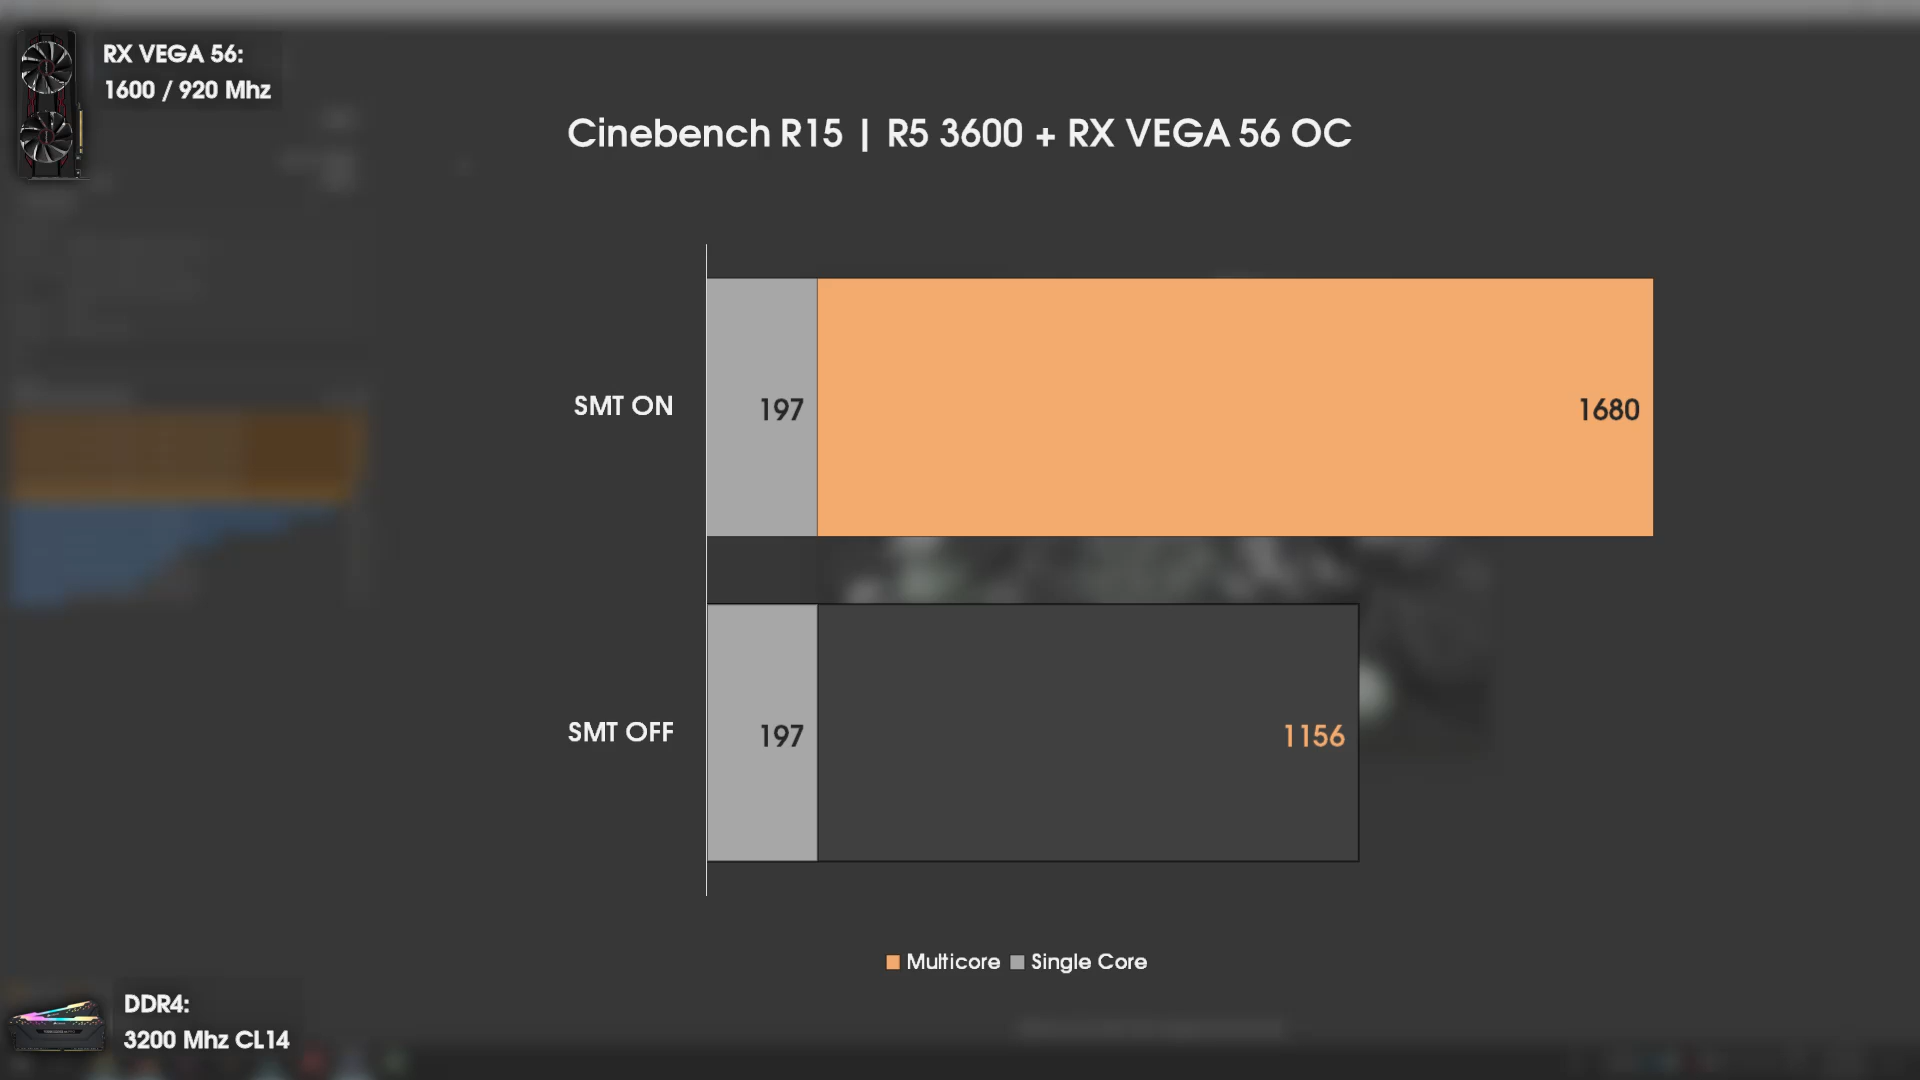 RX VEGA 56:
1600 / 920 Mhz
Cinebench R15 | R5 3600 + RX VEGA 56 OC
SMT ON
197
1680
SMT OFF
197
1156
Multicore
Single Core
DDR4:
3200 Mhz CL14